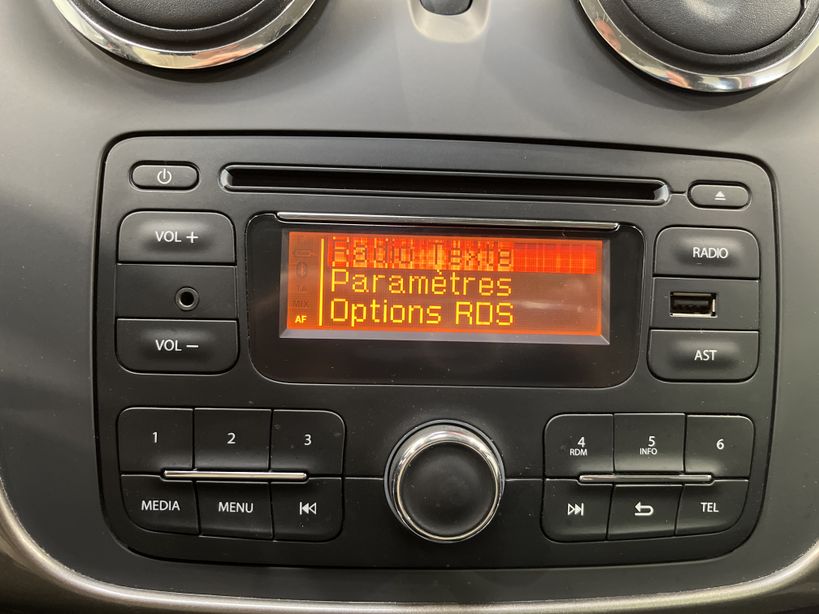 VOL +
RADIO
Paramètres
Options RDS
AF
VOL −
AST
1
2
3
4
RDM
5
INFO
6
MEDIA
MENU
TEL